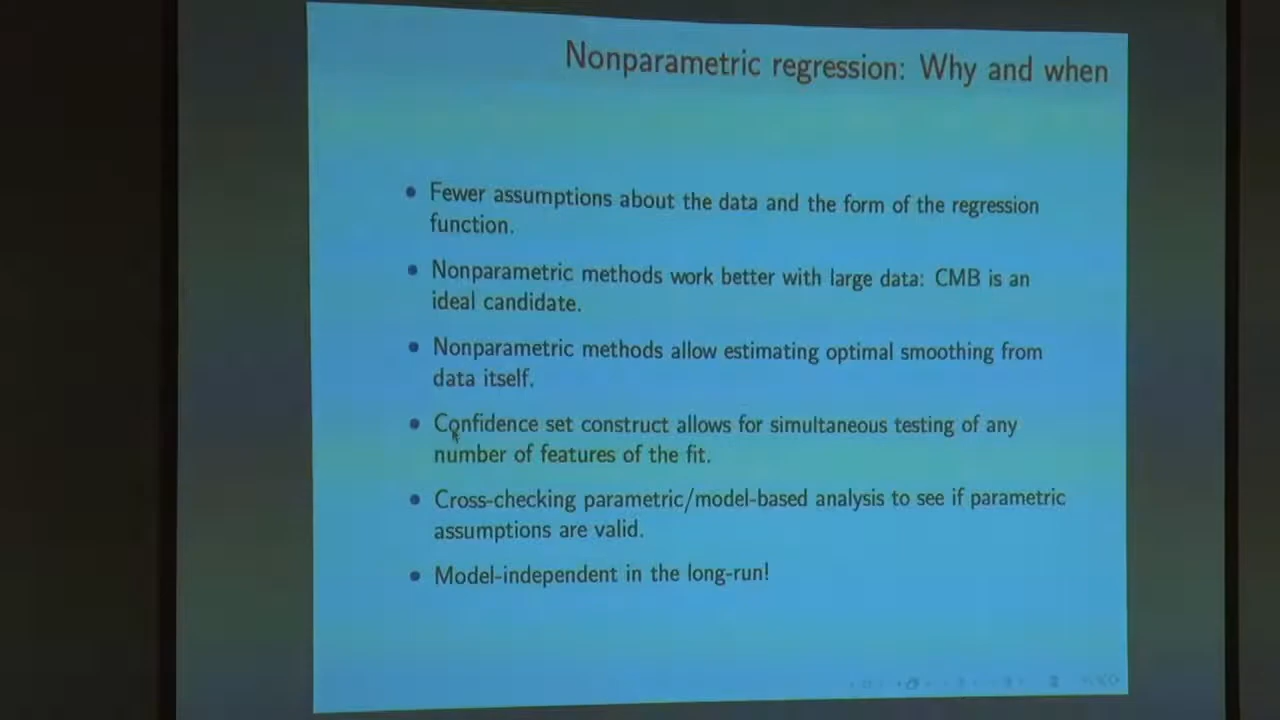 Nonparametric regression: Why and when
• Fewer assumptions about the data and the form of the regression
function.
• Nonparametric methods work better with large data: CMB is an
ideal candidate.
• Nonparametric methods allow estimating optimal smoothing from
data itself.
• Confidence set construct allows for simultaneous testing of any
number of features of the fit.
• Cross-checking parametric/model-based analysis to see if parametric
assumptions are valid.
• Model-independent in the long-run!